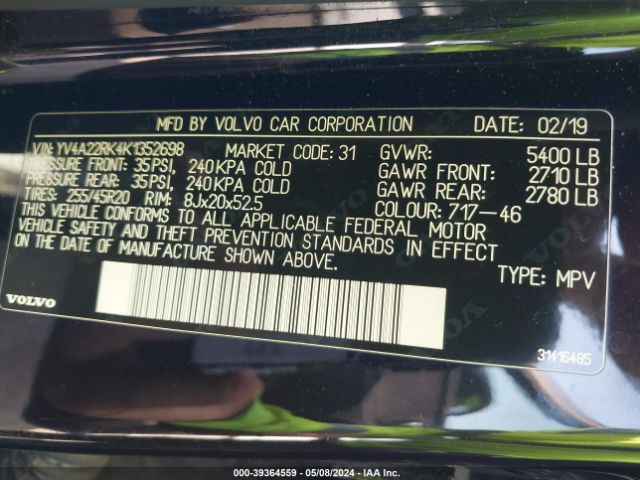 MFD BY VOLVO CAR CORPORATION DATE: 02/19
VIN: YV4A22RK4K1352698 MARKET CODE: 31 GVWR: 5400 LB
PRESSURE FRONT: 35PSI, 240KPA COLD GAWR FRONT: 2710 LB
PRESSURE REAR: 35PSI, 240KPA COLD GAWR REAR: 2780 LB
TIRES: 255/45R20 RIM: 8Jx20x52.5 COLOUR: 717-46
THIS VEHICLE CONFORMS TO ALL APPLICABLE FEDERAL MOTOR
VEHICLE SAFETY AND THEFT PREVENTION STANDARDS IN EFFECT
ON THE DATE OF MANUFACTURE SHOWN ABOVE.
TYPE: MPV
VOLVO
31416485
000-39364559 - 05/08/2024 - IAA Inc.